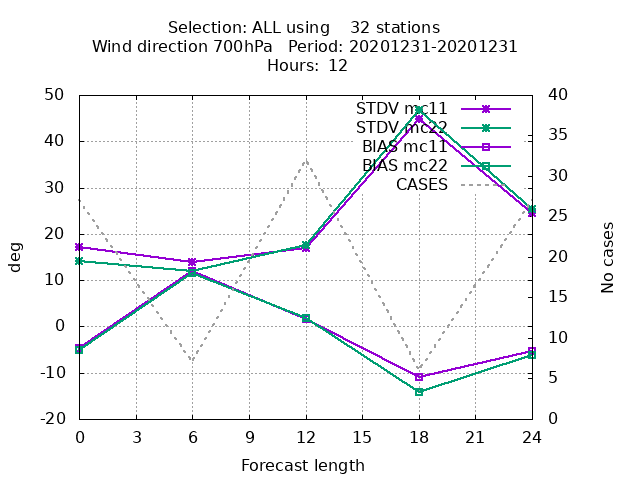 Selection: ALL using 32 stations
Wind direction 700hPa Period: 20201231-20201231
Hours: 12
50
40
30
20
10
0
-10
-20
deg
STDV mc11
STDV mc22
BIAS mc11
BIAS mc22
CASES
40
35
30
25
20
15
10
5
0
No cases
0 3 6 9 12 15 18 21 24
Forecast length